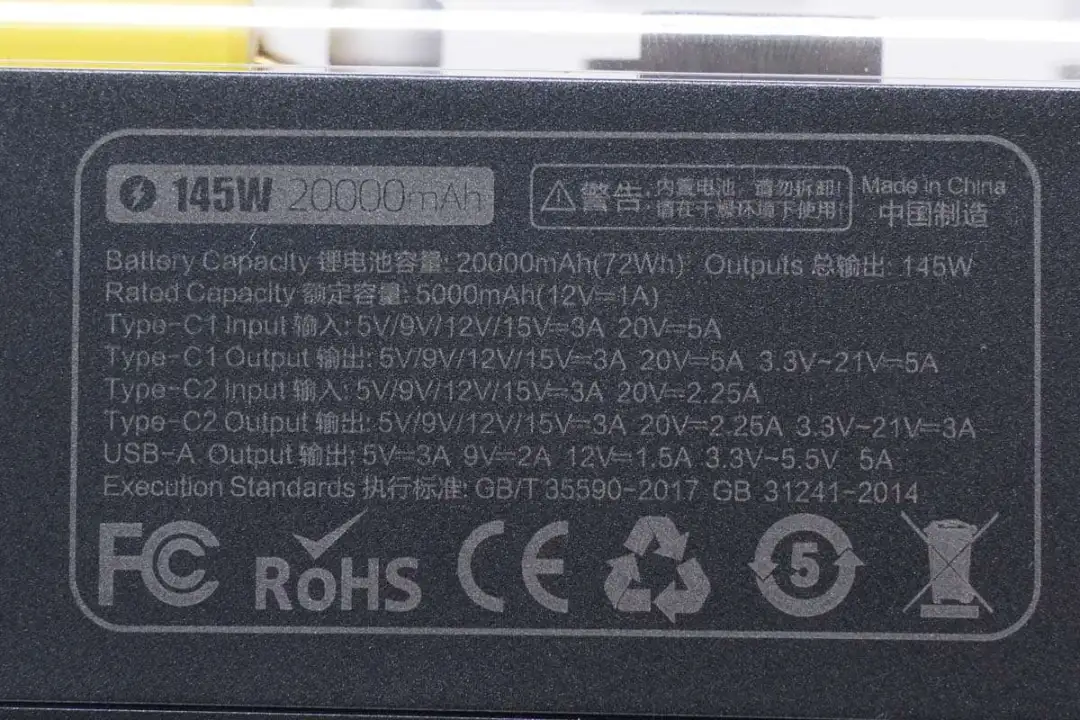 145W 20000mAh
警告: 内置电池,请勿拆卸!
请在干燥环境下使用!
Made in China
中国制造
Battery Capacity 锂电池容量: 20000mAh(72Wh) Outputs 总输出: 145W
Rated Capacity 额定容量: 5000mAh(12V⎓1A)
Type-C1 Input 输入: 5V/9V/12V/15V⎓3A 20V⎓5A
Type-C1 Output 输出: 5V/9V/12V/15V⎓3A 20V⎓5A 3.3V~21V⎓5A
Type-C2 Input 输入: 5V/9V/12V/15V⎓3A 20V⎓2.25A
Type-C2 Output 输出: 5V/9V/12V/15V⎓3A 20V⎓2.25A 3.3V~21V⎓3A
USB-A Output 输出: 5V⎓3A 9V⎓2A 12V⎓1.5A 3.3V~5.5V 5A
Execution Standards 执行标准: GB/T 35590-2017 GB 31241-2014
FC RoHS CE 5